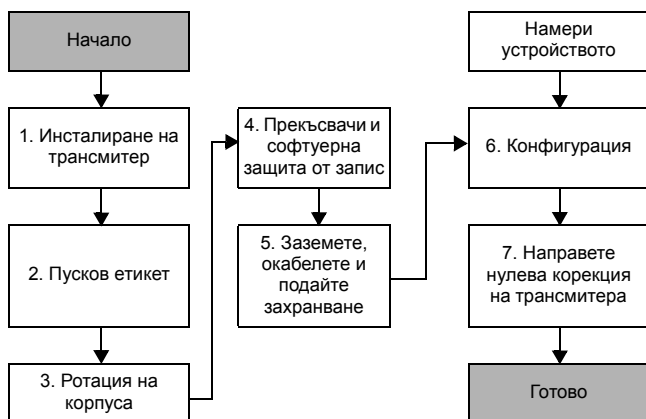 Начало
1. Инсталиране на
трансмитер
2. Пусков етикет
3. Ротация на
корпуса
4. Прекъсвачи и
софтуерна
защита от запис
5. Заземете,
окабелете и
подайте
захранване
Намери
устройството
6. Конфигурация
7. Направете
нулева корекция
на трансмитера
Готово